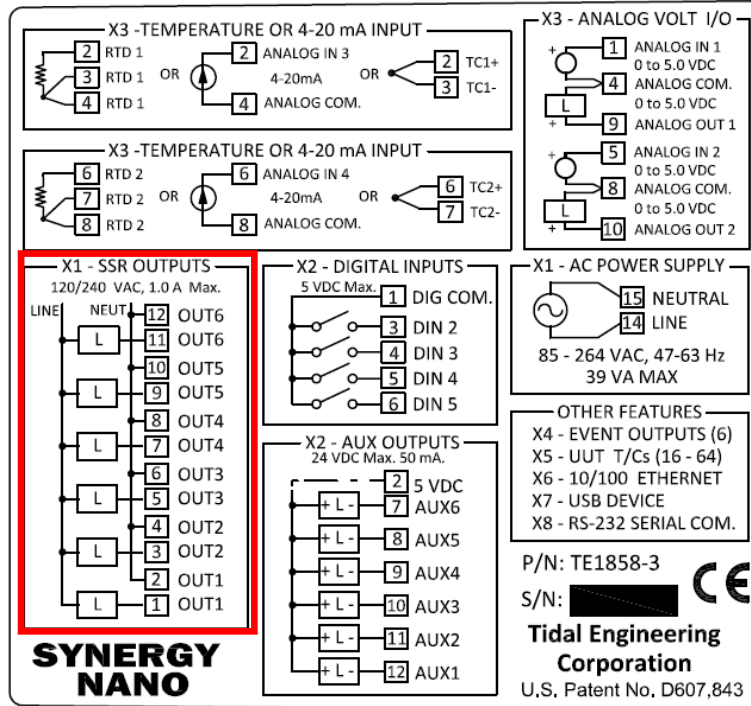 X3 -TEMPERATURE OR 4-20 mA INPUT
2 RTD 1
3 RTD 1
4 RTD 1
OR
2 ANALOG IN 3
4-20mA
4 ANALOG COM.
OR
2 TC1+
3 TC1-
X3 - ANALOG VOLT I/O
+ 1 ANALOG IN 1
0 to 5.0 VDC
4 ANALOG COM.
L 0 to 5.0 VDC
+ 9 ANALOG OUT 1
+ 5 ANALOG IN 2
0 to 5.0 VDC
8 ANALOG COM.
L 0 to 5.0 VDC
+ 10 ANALOG OUT 2
X3 -TEMPERATURE OR 4-20 mA INPUT
6 RTD 2
7 RTD 2
8 RTD 2
OR
6 ANALOG IN 4
4-20mA
8 ANALOG COM.
OR
6 TC2+
7 TC2-
X1 - SSR OUTPUTS
120/240 VAC, 1.0 A Max.
LINE NEUT
12 OUT6
L 11 OUT6
10 OUT5
L 9 OUT5
8 OUT4
L 7 OUT4
6 OUT3
L 5 OUT3
4 OUT2
L 3 OUT2
2 OUT1
L 1 OUT1
X2 - DIGITAL INPUTS
5 VDC Max.
1 DIG COM.
3 DIN 2
4 DIN 3
5 DIN 4
6 DIN 5
X1 - AC POWER SUPPLY
15 NEUTRAL
14 LINE
85 - 264 VAC, 47-63 Hz
39 VA MAX
X2 - AUX OUTPUTS
24 VDC Max. 50 mA.
2 5 VDC
+ L - 7 AUX6
+ L - 8 AUX5
+ L - 9 AUX4
+ L - 10 AUX3
+ L - 11 AUX2
+ L - 12 AUX1
OTHER FEATURES
X4 - EVENT OUTPUTS (6)
X5 - UUT T/Cs (16 - 64)
X6 - 10/100 ETHERNET
X7 - USB DEVICE
X8 - RS-232 SERIAL COM.
P/N: TE1858-3
S/N:
CE
Tidal Engineering
Corporation
U.S. Patent No. D607,843
SYNERGY
NANO